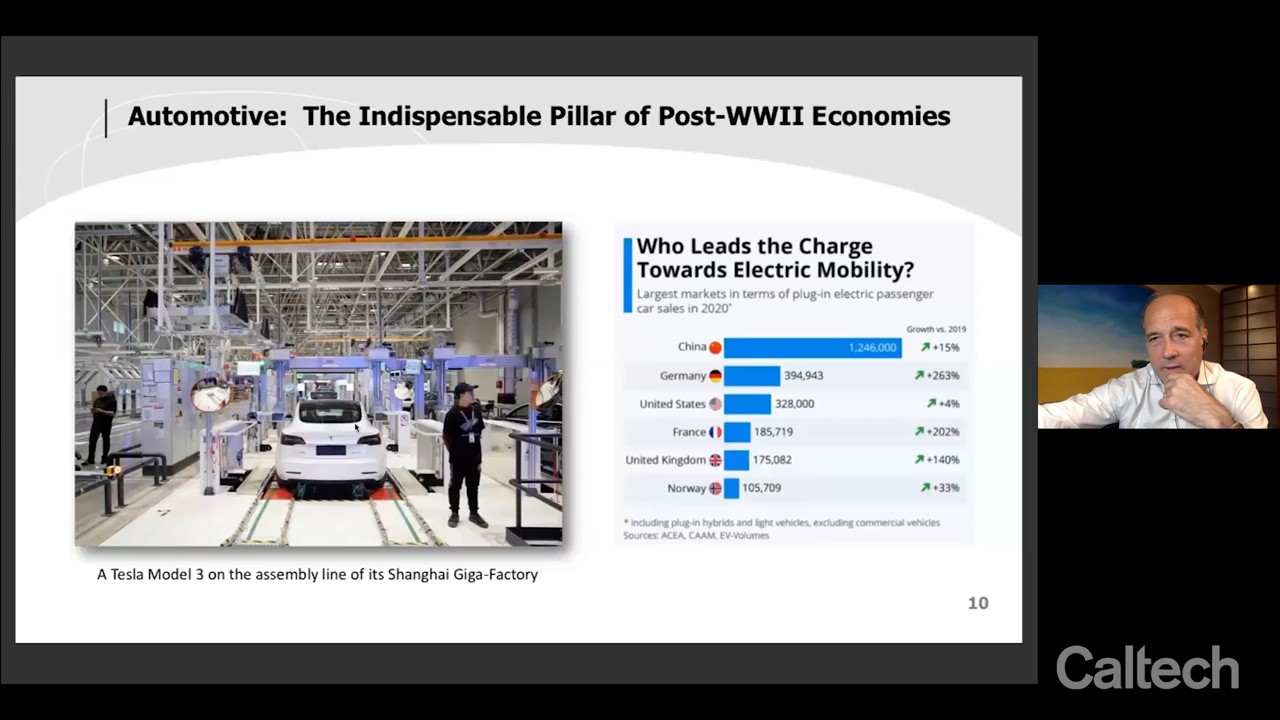 Automotive:  The Indispensable Pillar of Post-WWII Economies
Who Leads the Charge
Towards Electric Mobility?
Largest markets in terms of plug-in electric passenger
car sales in 2020*
Growth vs. 2019
China 1,246,000 +15%
Germany 394,943 +263%
United States 328,000 +4%
France 185,719 +202%
United Kingdom 175,082 +140%
Norway 105,709 +33%
* including plug-in hybrids and light vehicles, excluding commercial vehicles
Sources: ACEA, CAAM, EV-Volumes
A Tesla Model 3 on the assembly line of its Shanghai Giga-Factory
10
Caltech